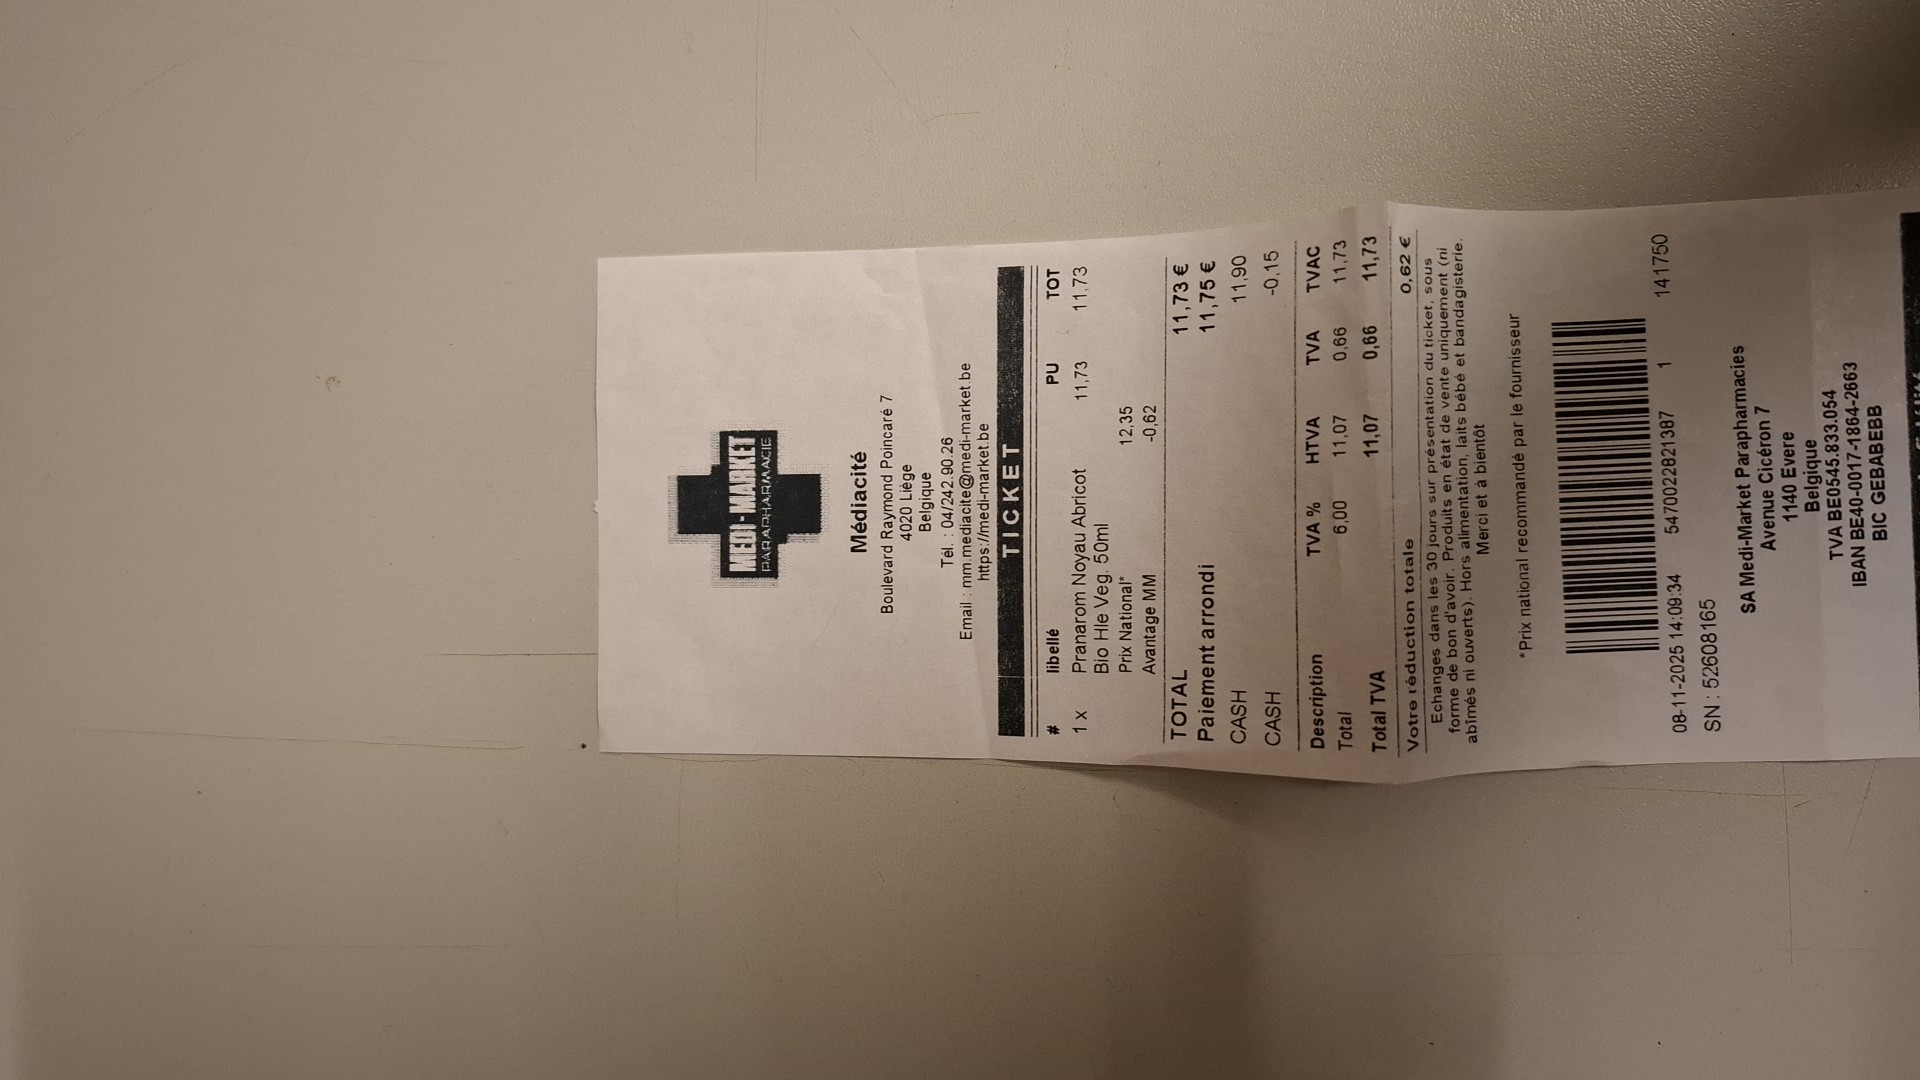 MEDI-MARKET
PARAPHARMACIE
Médiacité
Boulevard Raymond Poincaré 7
4020 Liège
Belgique
Tél. : 04/242.90.26
Email : mm.mediacite@medi-market.be
https://medi-market.be
TICKET
# libellé PU TOT
1 x Pranarom Noyau Abricot 11,73 11,73
Bio Hle Veg. 50ml
Prix National* 12,35
Avantage MM -0,62
TOTAL 11,73 €
Paiement arrondi 11,75 €
CASH 11,90
CASH -0,15
Description TVA % HTVA TVA TVAC
Total 6,00 11,07 0,66 11,73
Total TVA 11,07 0,66 11,73
Votre réduction totale 0,62 €
Echanges dans les 30 jours sur présentation du ticket, sous
forme de bon d'avoir. Produits en état de vente uniquement (ni
abîmés ni ouverts). Hors alimentation, laits bébé et bandagisterie.
Merci et à bientôt
*Prix national recommandé par le fournisseur
08-11-2025 14:09:34 5470022821387 1 141750
SN : 52608165
SA Medi-Market Parapharmacies
Avenue Cicéron 7
1140 Evere
Belgique
TVA BE0545.833.054
IBAN BE40-0017-1864-2663
BIC GEBABEBB